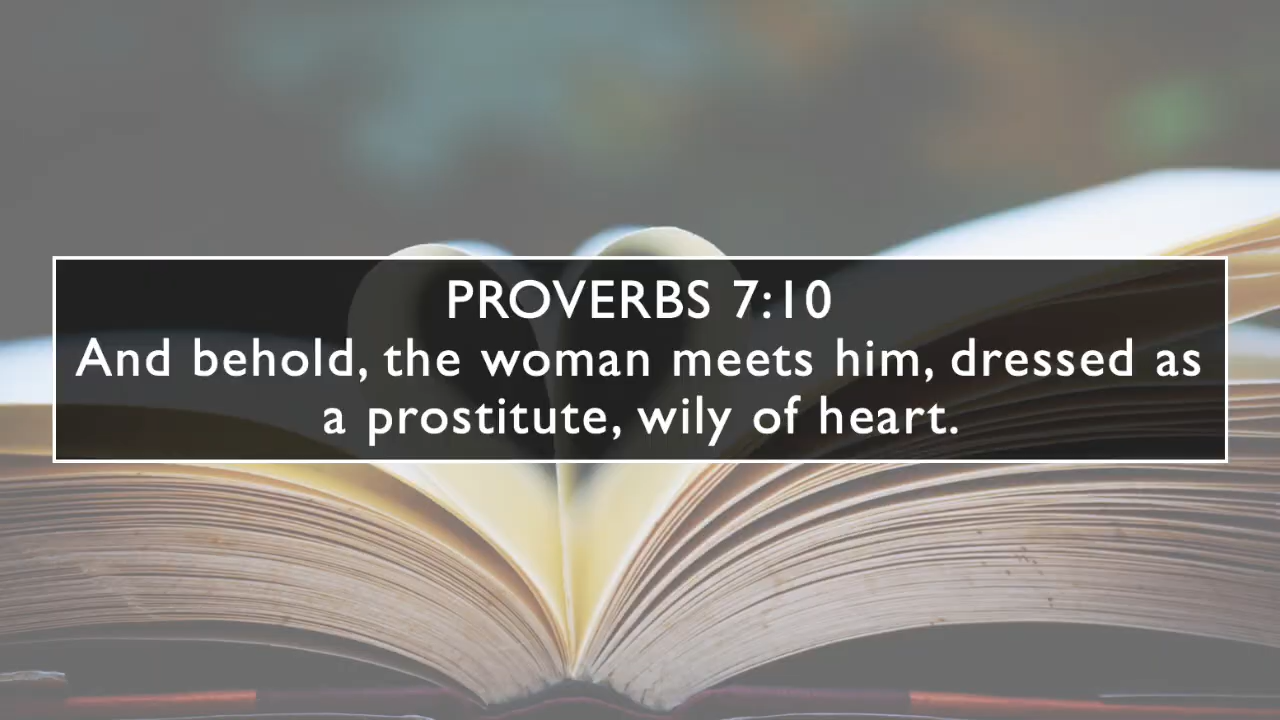 PROVERBS 7:10
And behold, the woman meets him, dressed as
a prostitute, wily of heart.